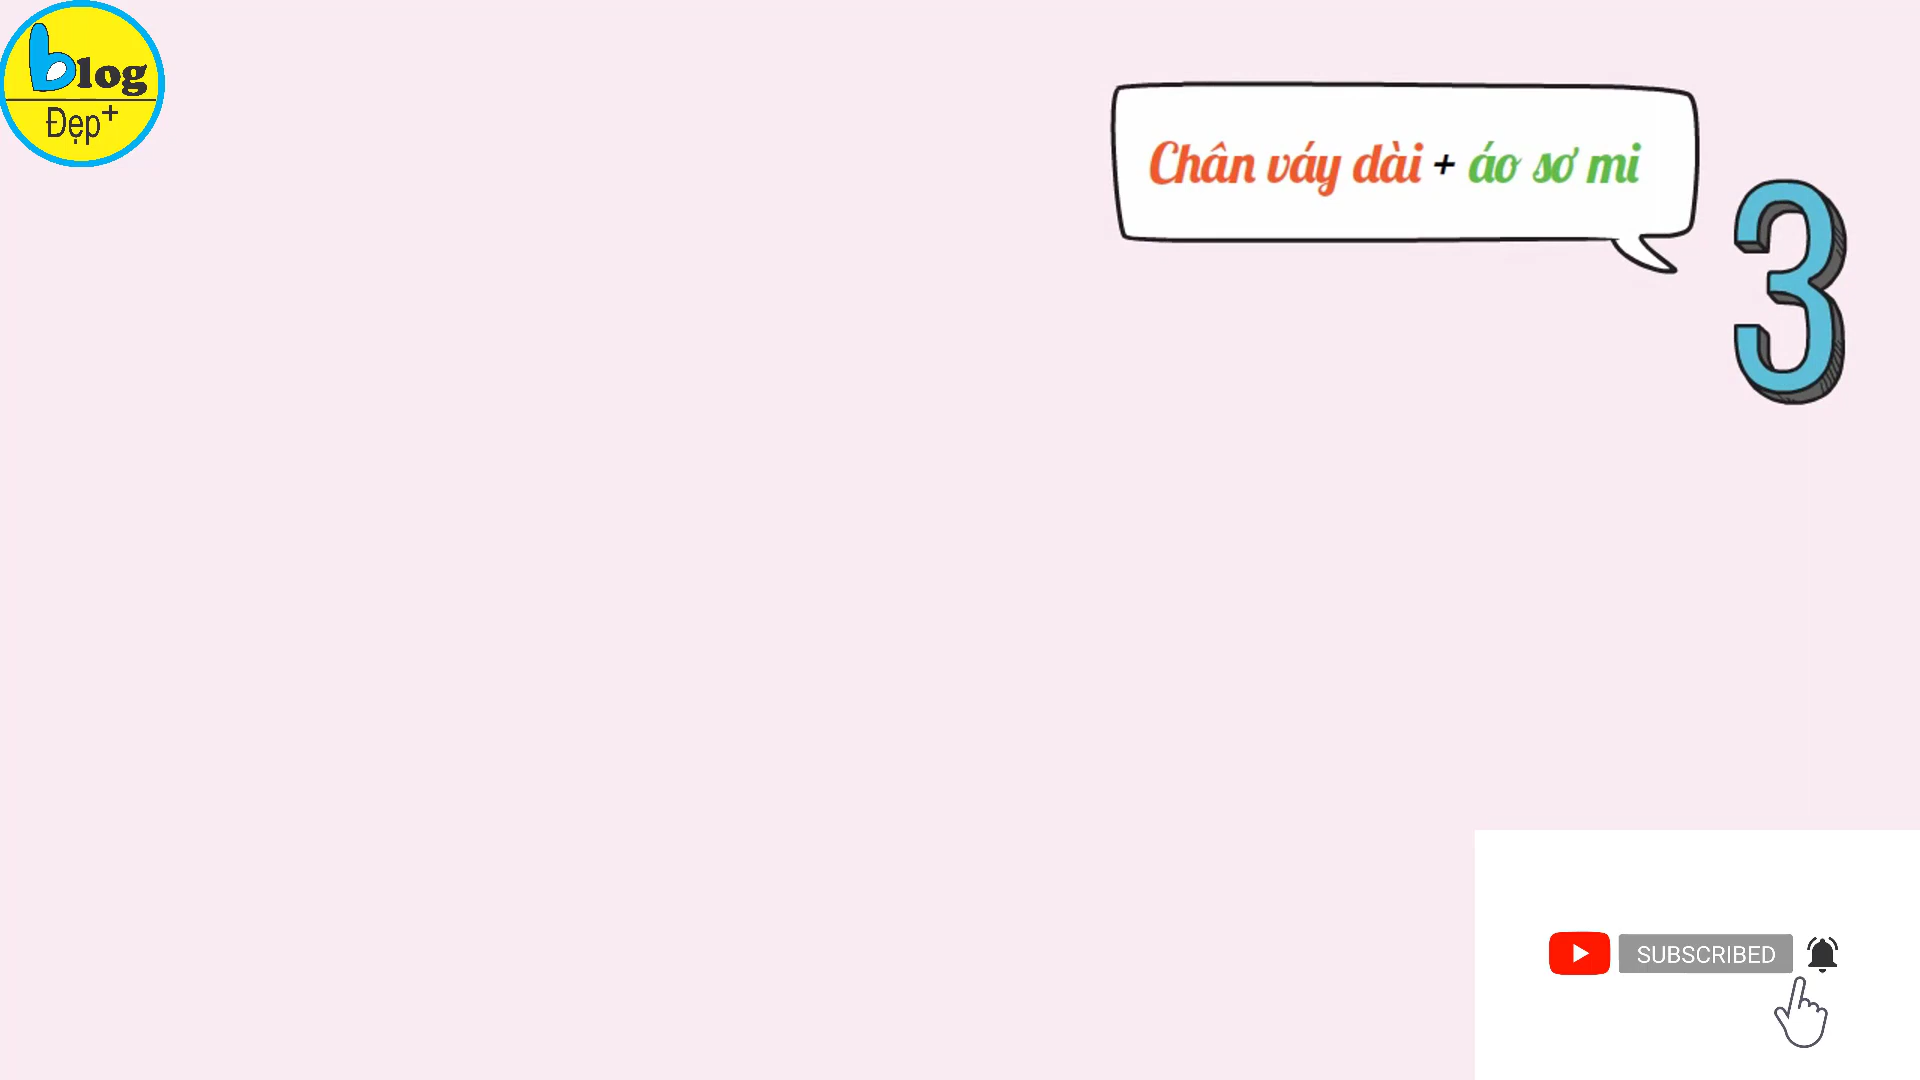 blog
Đẹp+
Chân váy dài + áo sơ mi
3
SUBSCRIBED